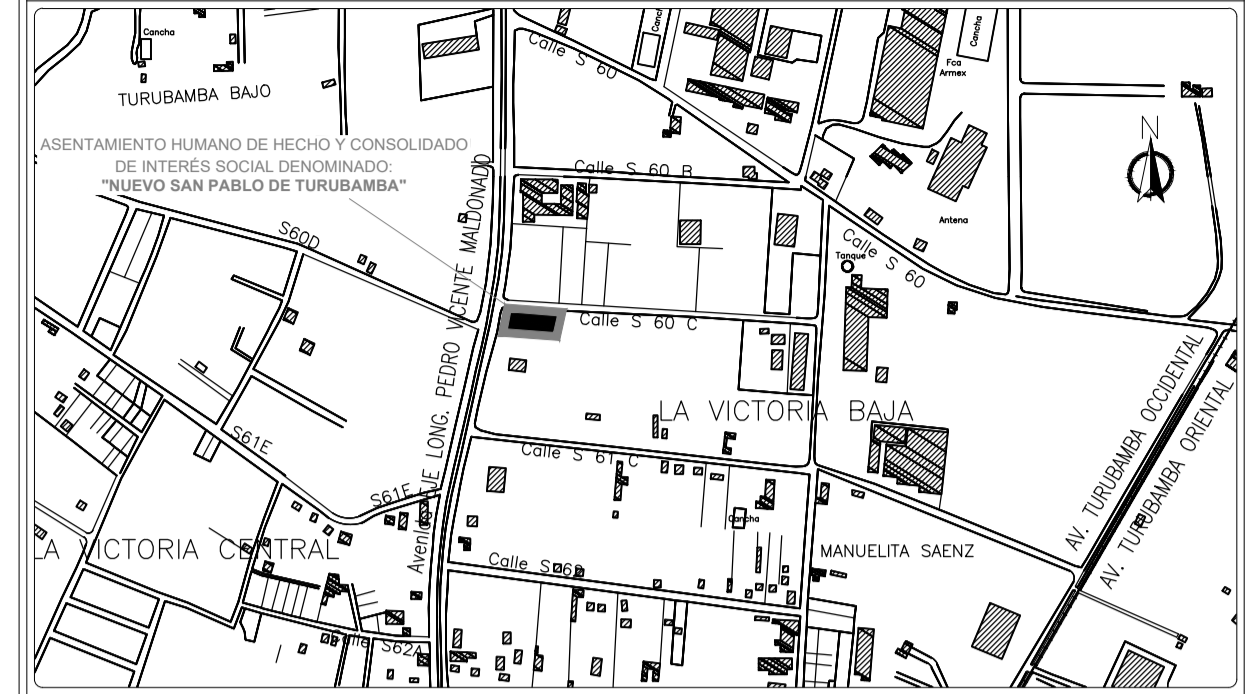 Cancha
Calle S 60
Cancha
Cancha
Fca
Armex
TURUBAMBA BAJO
ASENTAMIENTO HUMANO DE HECHO Y CONSOLIDADO
DE INTERÉS SOCIAL DENOMINADO:
"NUEVO SAN PABLO DE TURUBAMBA"
N
Calle S 60 B
Antena
S60D
Calle S 60
Tanque
Calle S 60 C
Avenida EJE LONG. PEDRO VICENTE MALDONADO
LA VICTORIA BAJA
AV. TURUBAMBA OCCIDENTAL
AV. TURUBAMBA ORIENTAL
S61E
Calle S 61 C
S61F
Cancha
LA VICTORIA CENTRAL
MANUELITA SAENZ
Calle S 62
Calle S62A